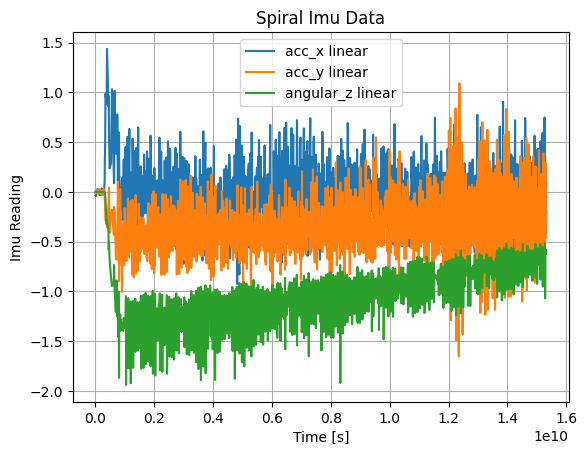 Spiral Imu Data
acc_x linear
acc_y linear
angular_z linear
Imu Reading
1.5
1.0
0.5
0.0
−0.5
−1.0
−1.5
−2.0
0.0 0.2 0.4 0.6 0.8 1.0 1.2 1.4 1.6
1e10
Time [s]